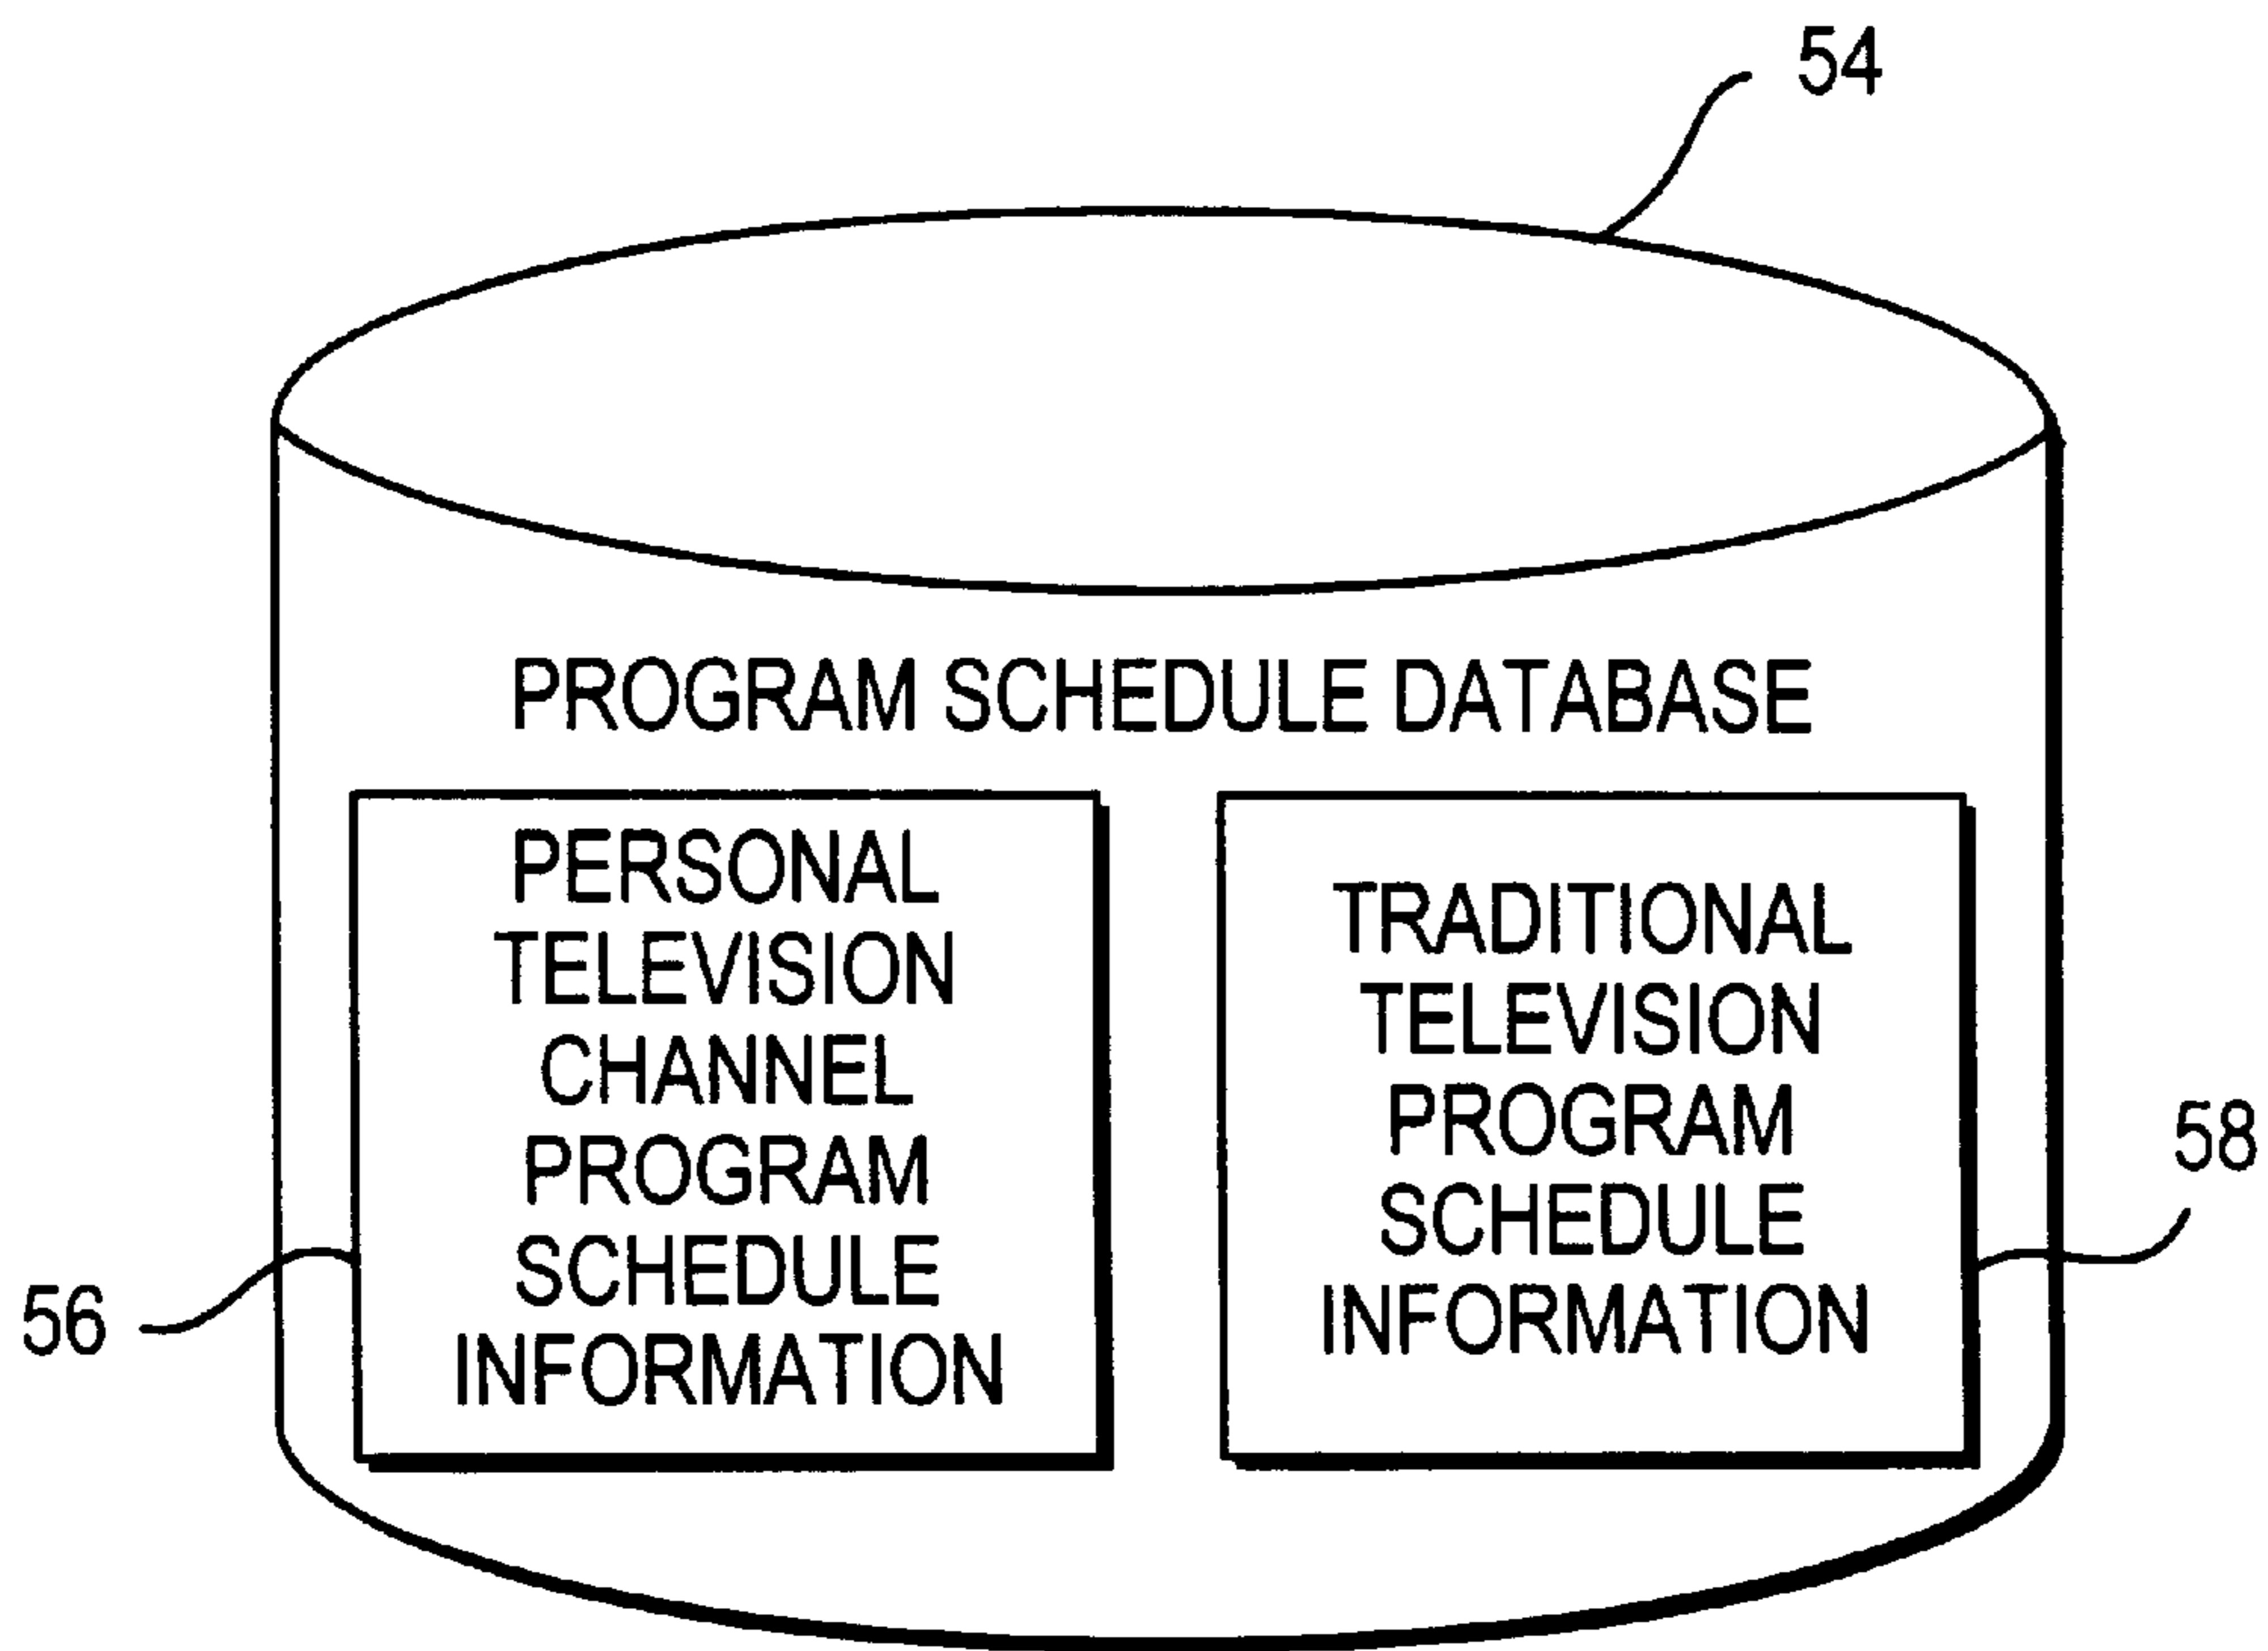 54
PROGRAM SCHEDULE DATABASE
PERSONAL
TELEVISION
CHANNEL
PROGRAM
SCHEDULE
INFORMATION
TRADITIONAL
TELEVISION
PROGRAM
SCHEDULE
INFORMATION
56
58